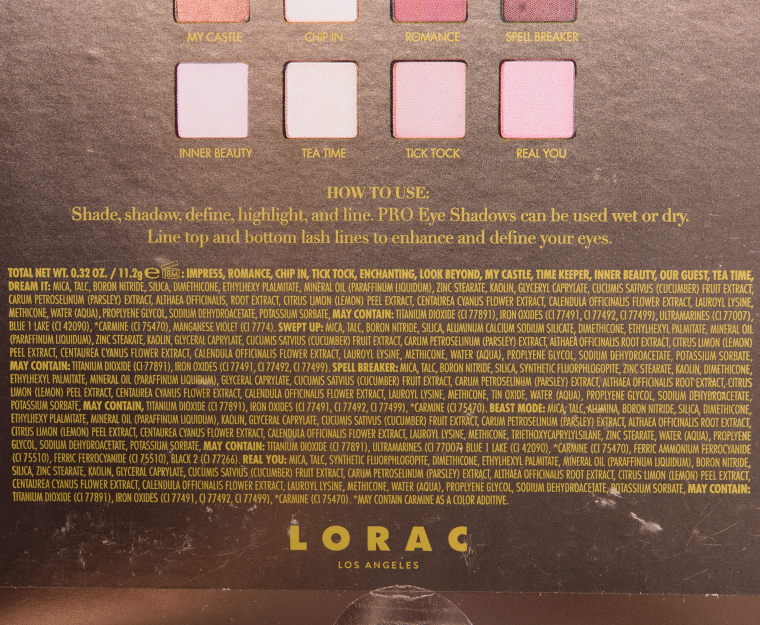 MY CASTLE CHIP IN ROMANCE SPELL BREAKER
INNER BEAUTY TEA TIME TICK TOCK REAL YOU
HOW TO USE:
Shade, shadow, define, highlight, and line. PRO Eye Shadows can be used wet or dry.
Line top and bottom lash lines to enhance and define your eyes.
TOTAL NET WT. 0.32 OZ. / 11.2g ℮ 18M : IMPRESS, ROMANCE, CHIP IN, TICK TOCK, ENCHANTING, LOOK BEYOND, MY CASTLE, TIME KEEPER, INNER BEAUTY, OUR GUEST, TEA TIME,
DREAM IT: MICA, TALC, BORON NITRIDE, SILICA, DIMETHICONE, ETHYLHEXY PALMITATE, MINERAL OIL (PARAFFINUM LIQUIDUM), ZINC STEARATE, KAOLIN, GLYCERYL CAPRYLATE, CUCUMIS SATIVUS (CUCUMBER) FRUIT EXTRACT,
CARUM PETROSELINUM (PARSLEY) EXTRACT, ALTHAEA OFFICINALIS, ROOT EXTRACT, CITRUS LIMON (LEMON) PEEL EXTRACT, CENTAUREA CYANUS FLOWER EXTRACT, CALENDULA OFFICINALIS FLOWER EXTRACT, LAUROYL LYSINE,
METHICONE, WATER (AQUA), PROPLYENE GLYCOL, SODIUM DEHYDROACETATE, POTASSIUM SORBATE. MAY CONTAIN: TITANIUM DIOXIDE (CI 77891), IRON OXIDES (CI 77491, CI 77492, CI 77499), ULTRAMARINES (CI 77007),
BLUE 1 LAKE (CI 42090), *CARMINE (CI 75470), MANGANESE VIOLET (CI 7774). SWEPT UP: MICA, TALC, BORON NITRIDE, SILICA, ALUMINUM CALCIUM SODIUM SILICATE, DIMETHICONE, ETHYLHEXYL PALMITATE, MINERAL OIL
(PARAFFINUM LIQUIDUM), ZINC STEARATE, KAOLIN, GLYCERAL CAPRYLATE, CUCUMIS SATIVUS (CUCUMBER) FRUIT EXTRACT, CARUM PETROSELINUM (PARSLEY) EXTRACT, ALTHAEA OFFICINALIS ROOT EXTRACT, CITRUS LIMON (LEMON)
PEEL EXTRACT, CENTAUREA CYANUS FLOWER EXTRACT, CALENDULA OFFICINALIS FLOWER EXTRACT, LAUROYL LYSINE, METHICONE, WATER (AQUA), PROPLYENE GLYCOL, SODIUM DEHYDROACETATE, POTASSIUM SORBATE,
MAY CONTAIN: TITANIUM DIOXIDE (CI 77891), IRON OXIDES (CI 77491, CI 77492, CI 77499). SPELL BREAKER: MICA, TALC, BORON NITRIDE, SILICA, SYNTHETIC FLUORPHLOGOPITE, ZINC STEARATE, KAOLIN, DIMETHICONE,
ETHYLHEXYL PALMITATE, MINERAL OIL (PARAFFINUM LIQUIDUM), GLYCERAL CAPRYLATE, CUCUMIS SATIVUS (CUCUMBER) FRUIT EXTRACT, CARUM PETROSELINUM (PARSLEY) EXTRACT, ALTHAEA OFFICINALIS ROOT EXTRACT, CITRUS
LIMON (LEMON) PEEL EXTRACT, CENTAUREA CYANUS FLOWER EXTRACT, CALENDULA OFFICINALIS FLOWER EXTRACT, LAUROYL LYSINE, METHICONE, TIN OXIDE, WATER (AQUA), PROPLYENE GLYCOL, SODIUM DEHYDROACETATE,
POTASSIUM SORBATE, MAY CONTAIN, TITANIUM DIOXIDE (CI 77891), IRON OXIDES (CI 77491, CI 77492, CI 77499), *CARMINE (CI 75470). BEAST MODE: MICA, TALC, ALUMINA, BORON NITRIDE, SILICA, DIMETHICONE,
ETHYLHEXY PALMITATE, MINERAL OIL (PARAFFINUM LIQUIDUM), KAOLIN, GLYCERAL CAPRYLATE, CUCUMIS SATIVUS (CUCUMBER) FRUIT EXTRACT, CARUM PETROSELINUM (PARSLEY) EXTRACT, ALTHAEA OFFICINALIS ROOT EXTRACT,
CITRUS LIMON (LEMON) PEEL EXTRACT, CENTAUREA CYANUS FLOWER EXTRACT, CALENDULA OFFICINALIS FLOWER EXTRACT, LAUROYL LYSINE, METHICONE, TRIETHOXYCAPRYLYLSILANE, ZINC STEARATE, WATER (AQUA), PROPLYENE
GLYCOL, SODIUM DEHYDROACETATE, POTASSIUM SORBATE, MAY CONTAIN: TITANIUM DIOXIDE (CI 77891), ULTRAMARINES (CI 77007) BLUE 1 LAKE (CI 42090), *CARMINE (CI 75470), FERRIC AMMONIUM FERROCYANIDE
(CI 75510), FERRIC FERROCYANIDE (CI 75510), BLACK 2 (CI 77266). REAL YOU: MICA, TALC, SYNTHETIC FLUORPHLOGOPITE, DIMETHICONE, ETHYLHEXYL PALMITATE, MINERAL OIL (PARAFFINUM LIQUIDUM), BORON NITRIDE,
SILICA, ZINC STEARATE, KAOLIN, GLYCERAL CAPRYLATE, CUCUMIS SATIVUS (CUCUMBER) FRUIT EXTRACT, CARUM PETROSELINUM (PARSLEY) EXTRACT, ALTHAEA OFFICINALIS ROOT EXTRACT, CITRUS LIMON (LEMON) PEEL EXTRACT,
CENTAUREA CYANUS FLOWER EXTRACT, CALENDULA OFFICINALIS FLOWER EXTRACT, LAUROYL LYSINE, METHICONE, WATER (AQUA), PROPLYENE GLYCOL, SODIUM DEHYDROACETATE, POTASSIUM SORBATE, MAY CONTAIN:
TITANIUM DIOXIDE (CI 77891), IRON OXIDES (CI 77491, CI 77492, CI 77499), *CARMINE (CI 75470). *MAY CONTAIN CARMINE AS A COLOR ADDITIVE.
LORAC
LOS ANGELES